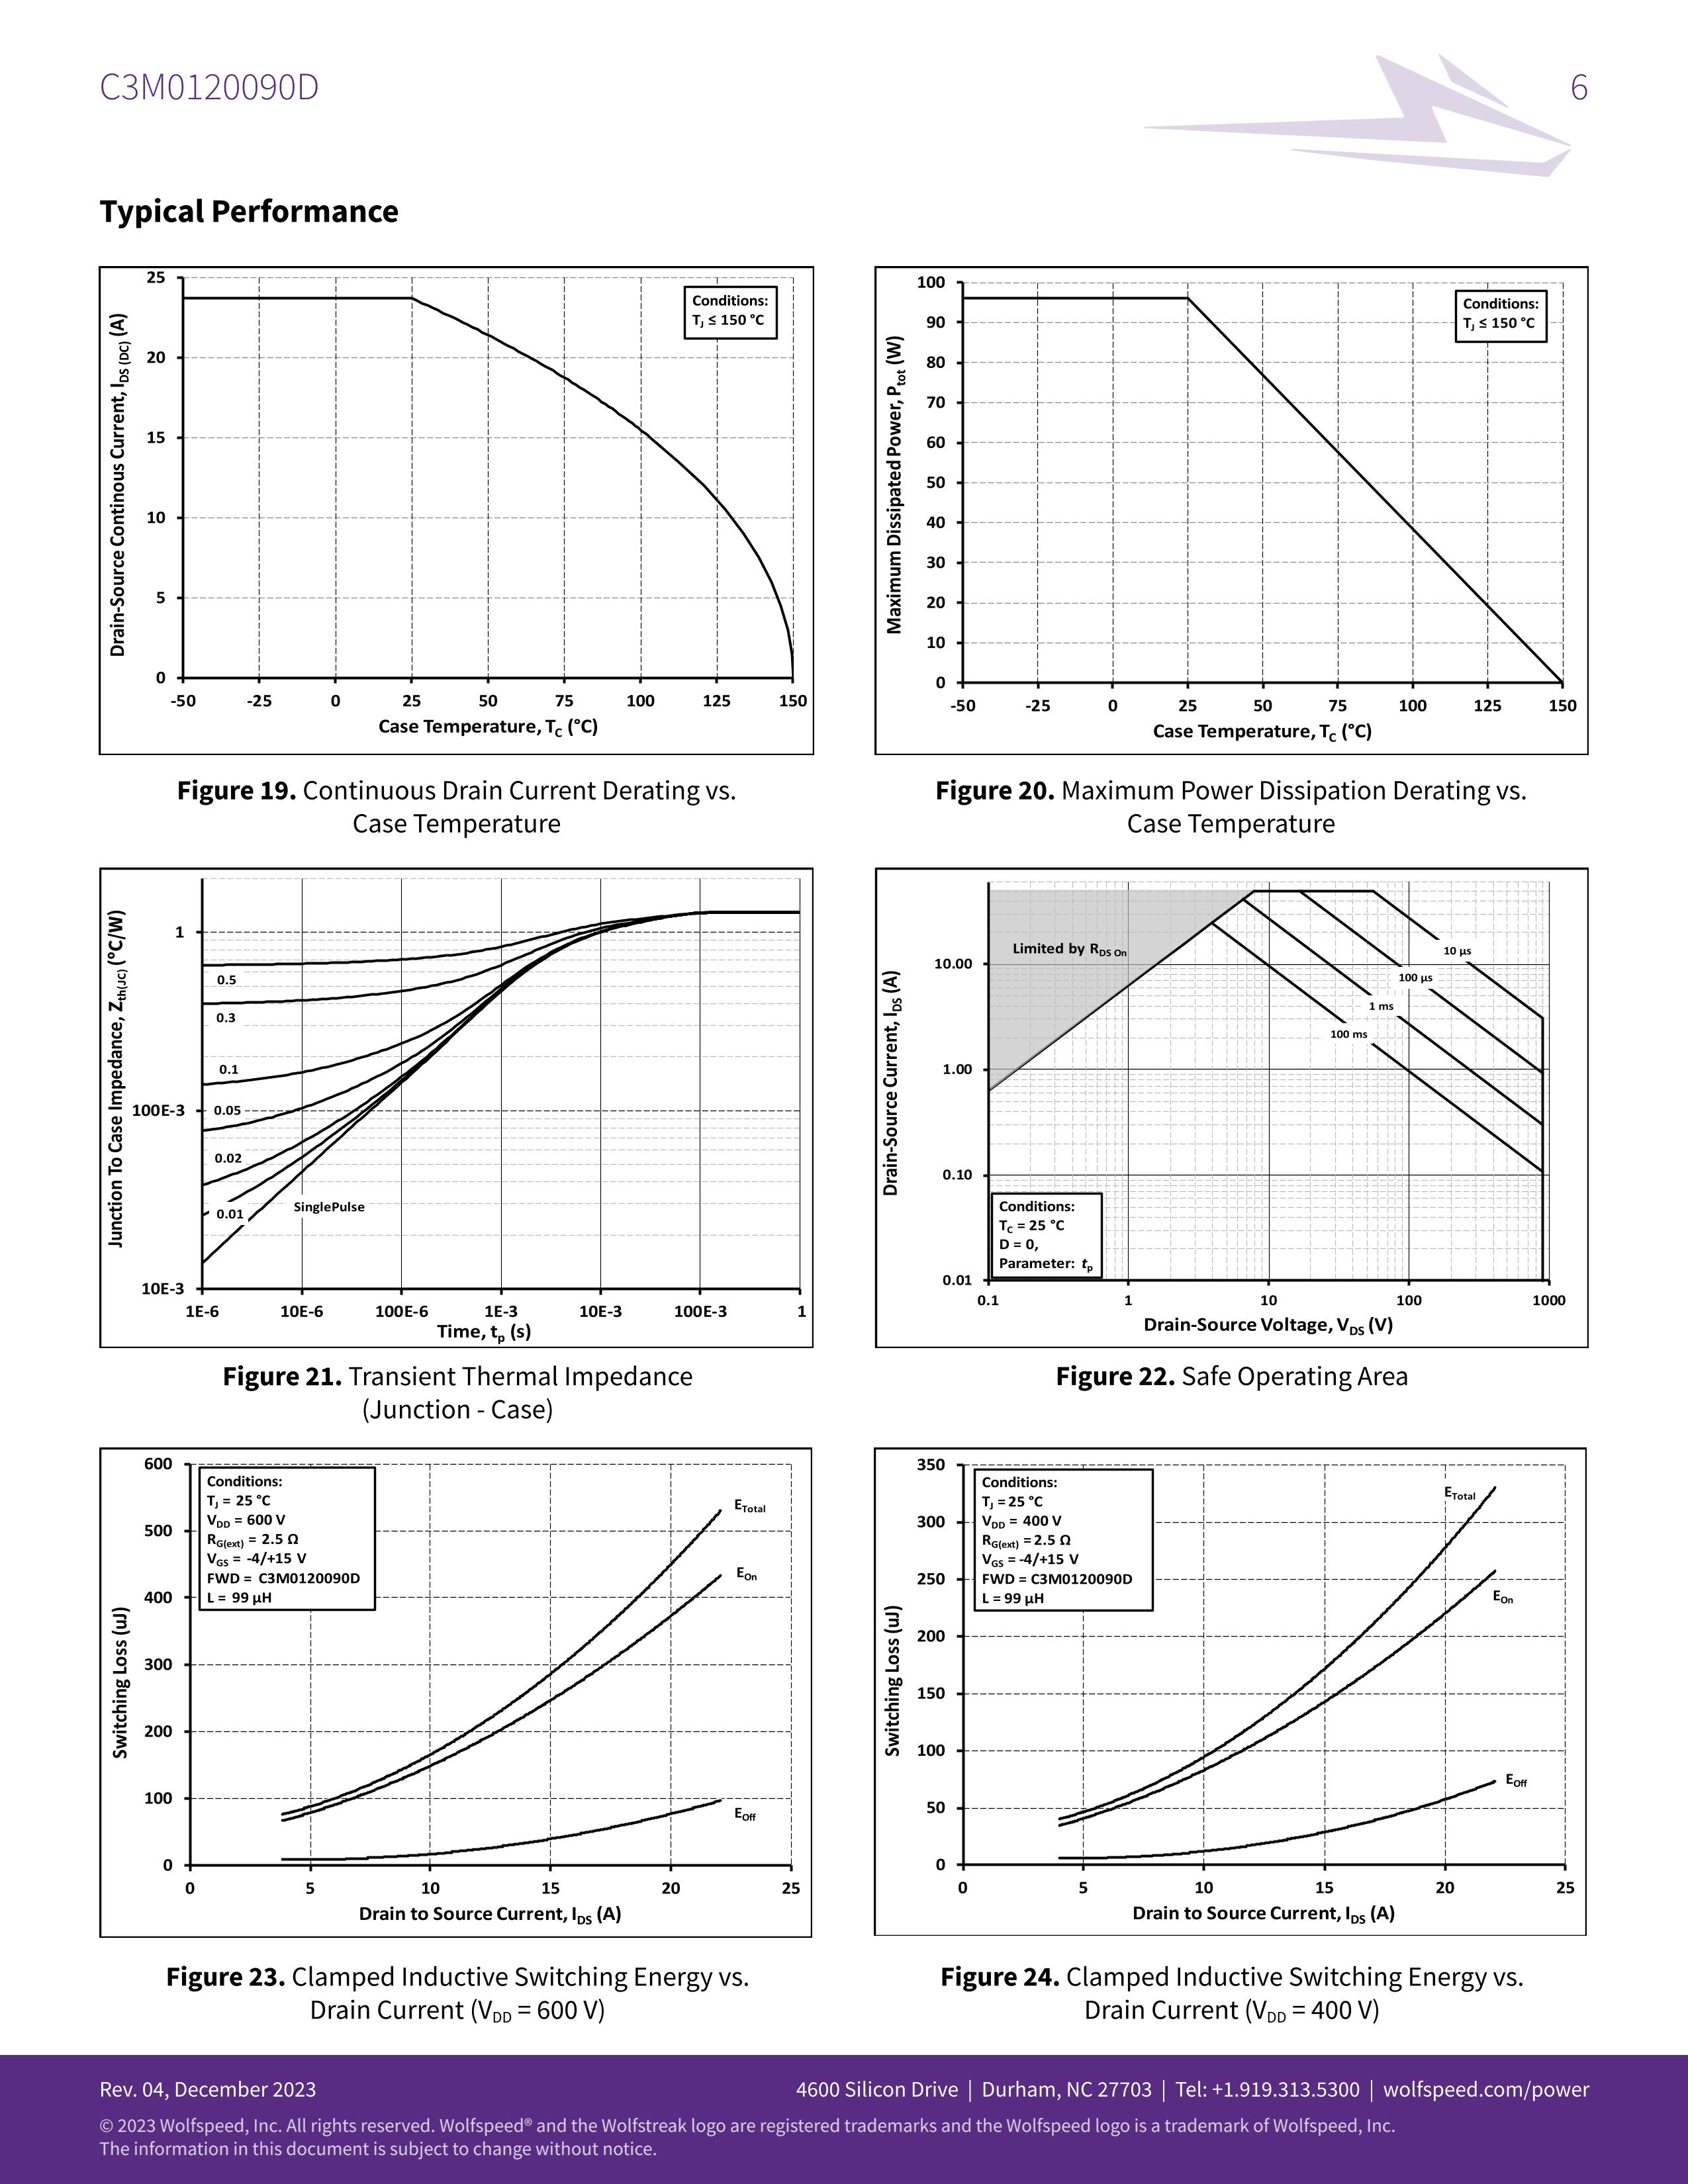 C3M0120090D
6
Typical Performance
25
20
15
10
5
0
-50 -25 0 25 50 75 100 125 150
Drain-Source Continous Current, IDS (DC) (A)
Case Temperature, TC (°C)
Conditions:
TJ ≤ 150 °C
Figure 19. Continuous Drain Current Derating vs.
Case Temperature
100
90
80
70
60
50
40
30
20
10
0
-50 -25 0 25 50 75 100 125 150
Maximum Dissipated Power, Ptot (W)
Case Temperature, TC (°C)
Conditions:
TJ ≤ 150 °C
Figure 20. Maximum Power Dissipation Derating vs.
Case Temperature
Junction To Case Impedance, Zth(JC) (°C/W)
1
100E-3
10E-3
0.5
0.3
0.1
0.05
0.02
0.01
SinglePulse
1E-6 10E-6 100E-6 1E-3 10E-3 100E-3 1
Time, tp (s)
Figure 21. Transient Thermal Impedance
(Junction - Case)
Drain-Source Current, IDS (A)
10.00
1.00
0.10
0.01
Limited by RDS On
10 µs
100 µs
1 ms
100 ms
Conditions:
TC = 25 °C
D = 0,
Parameter: tp
0.1 1 10 100 1000
Drain-Source Voltage, VDS (V)
Figure 22. Safe Operating Area
600
500
400
300
200
100
0
Switching Loss (uJ)
Conditions:
TJ = 25 °C
VDD = 600 V
RG(ext) = 2.5 Ω
VGS = -4/+15 V
FWD = C3M0120090D
L = 99 µH
ETotal
EOn
EOff
0 5 10 15 20 25
Drain to Source Current, IDS (A)
Figure 23. Clamped Inductive Switching Energy vs.
Drain Current (VDD = 600 V)
350
300
250
200
150
100
50
0
Switching Loss (uJ)
Conditions:
TJ = 25 °C
VDD = 400 V
RG(ext) = 2.5 Ω
VGS = -4/+15 V
FWD = C3M0120090D
L = 99 µH
ETotal
EOn
EOff
0 5 10 15 20 25
Drain to Source Current, IDS (A)
Figure 24. Clamped Inductive Switching Energy vs.
Drain Current (VDD = 400 V)
Rev. 04, December 2023
4600 Silicon Drive | Durham, NC 27703 | Tel: +1.919.313.5300 | wolfspeed.com/power
© 2023 Wolfspeed, Inc. All rights reserved. Wolfspeed® and the Wolfstreak logo are registered trademarks and the Wolfspeed logo is a trademark of Wolfspeed, Inc.
The information in this document is subject to change without notice.